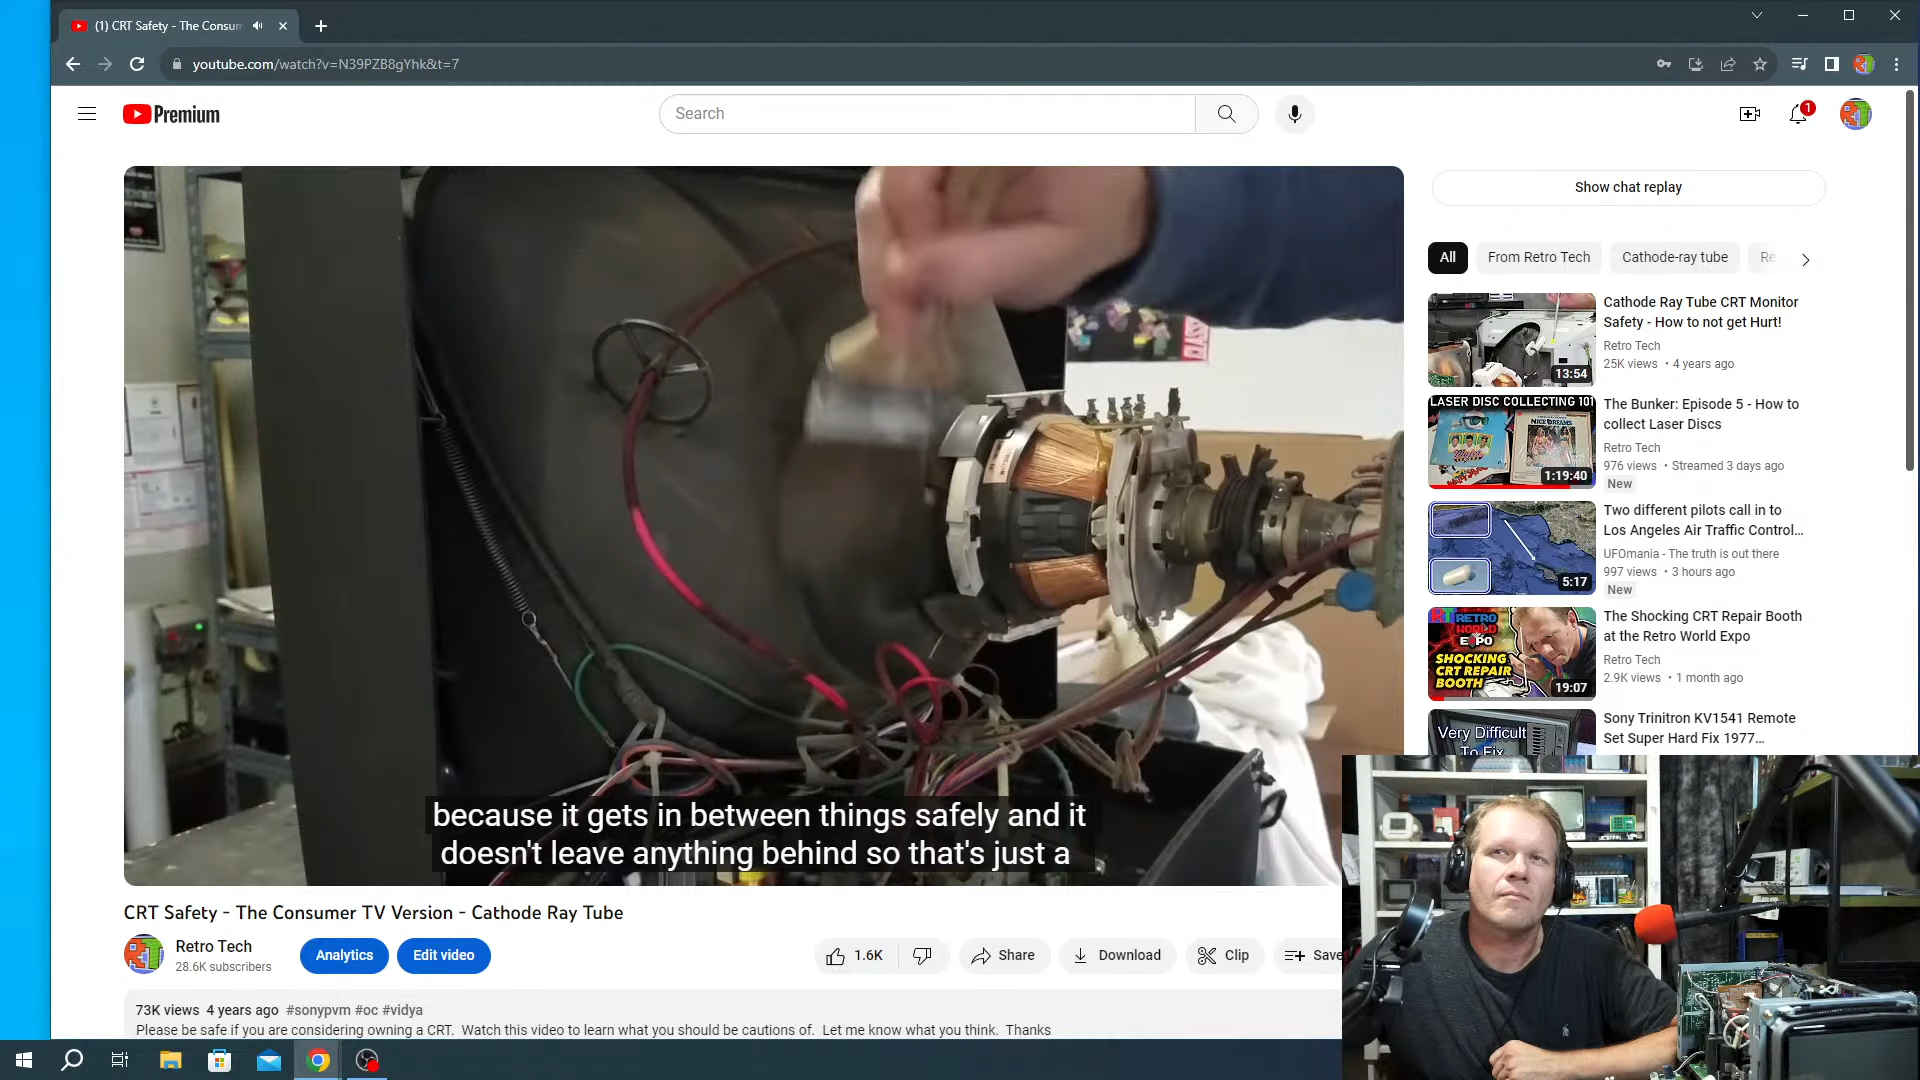 (1) CRT Safety - The Consum
youtube.com/watch?v=N39PZB8gYhk&t=7
Premium
Search
1
Show chat replay
All
From Retro Tech
Cathode-ray tube
Re
Cathode Ray Tube CRT Monitor
Safety - How to not get Hurt!
Retro Tech
25K views • 4 years ago
13:54
LASER DISC COLLECTING 101
NICE DREAMS
1:19:40
The Bunker: Episode 5 - How to
collect Laser Discs
Retro Tech
976 views • Streamed 3 days ago
New
Two different pilots call in to
Los Angeles Air Traffic Control...
UFOmania - The truth is out there
997 views • 3 hours ago
New
5:17
RETRO
WORLD
EXPO
SHOCKING
CRT REPAIR
BOOTH
19:07
The Shocking CRT Repair Booth
at the Retro World Expo
Retro Tech
2.9K views • 1 month ago
Very Difficult
To Fix
Sony Trinitron KV1541 Remote
Set Super Hard Fix 1977...
because it gets in between things safely and it
doesn't leave anything behind so that's just a
CRT Safety - The Consumer TV Version - Cathode Ray Tube
Retro Tech
28.6K subscribers
Analytics
Edit video
1.6K
Share
Download
Clip
Save
73K views 4 years ago #sonypvm #oc #vidya
Please be safe if you are considering owning a CRT. Watch this video to learn what you should be cautions of. Let me know what you think. Thanks